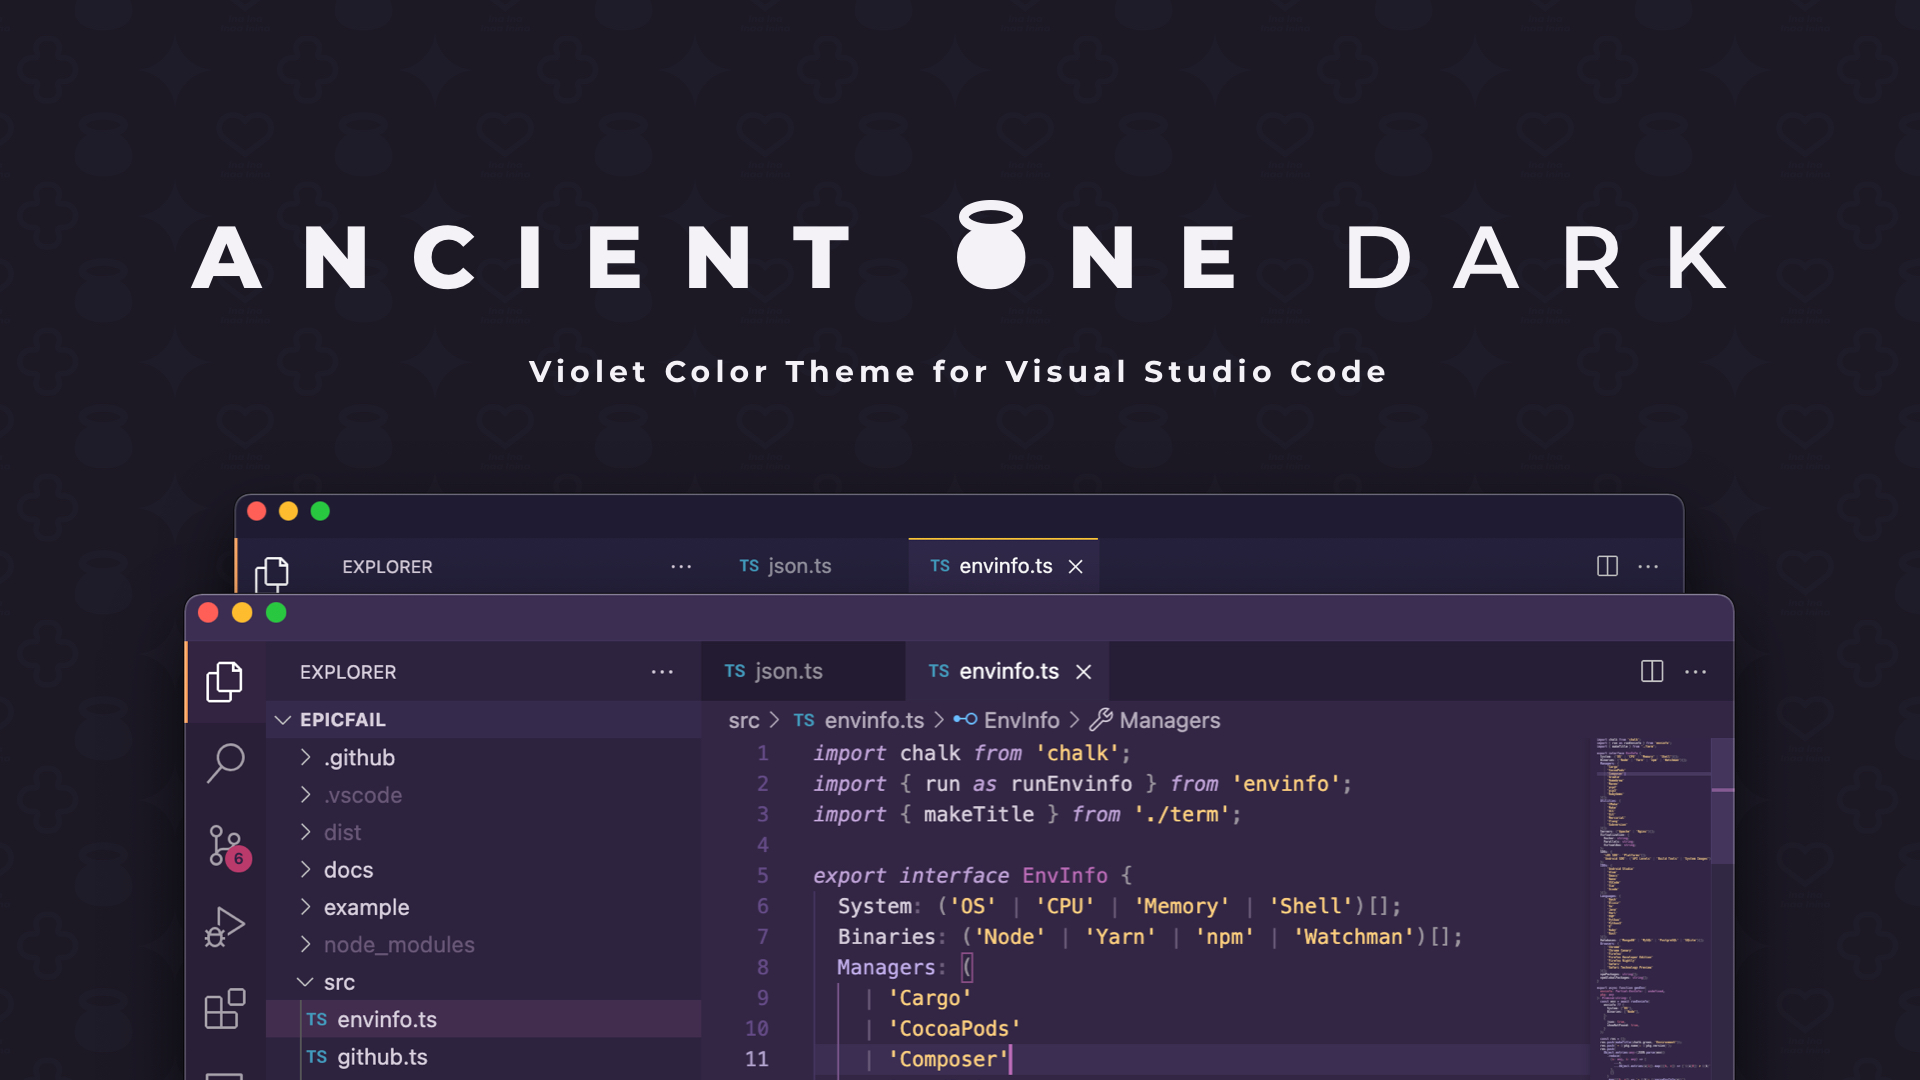 ANCIENT ONE DARK
Violet Color Theme for Visual Studio Code
EXPLORER ··· TS json.ts TS envinfo.ts × ···
EXPLORER ··· TS json.ts TS envinfo.ts × ···
EPICFAIL
src > TS envinfo.ts > EnvInfo > Managers
.github
.vscode
dist
docs
example
node_modules
src
TS envinfo.ts
TS github.ts
6
1 import chalk from 'chalk';
2 import { run as runEnvinfo } from 'envinfo';
3 import { makeTitle } from './term';
4
5 export interface EnvInfo {
6 System: ('OS' | 'CPU' | 'Memory' | 'Shell')[];
7 Binaries: ('Node' | 'Yarn' | 'npm' | 'Watchman')[];
8 Managers: (
9 | 'Cargo'
10 | 'CocoaPods'
11 | 'Composer'